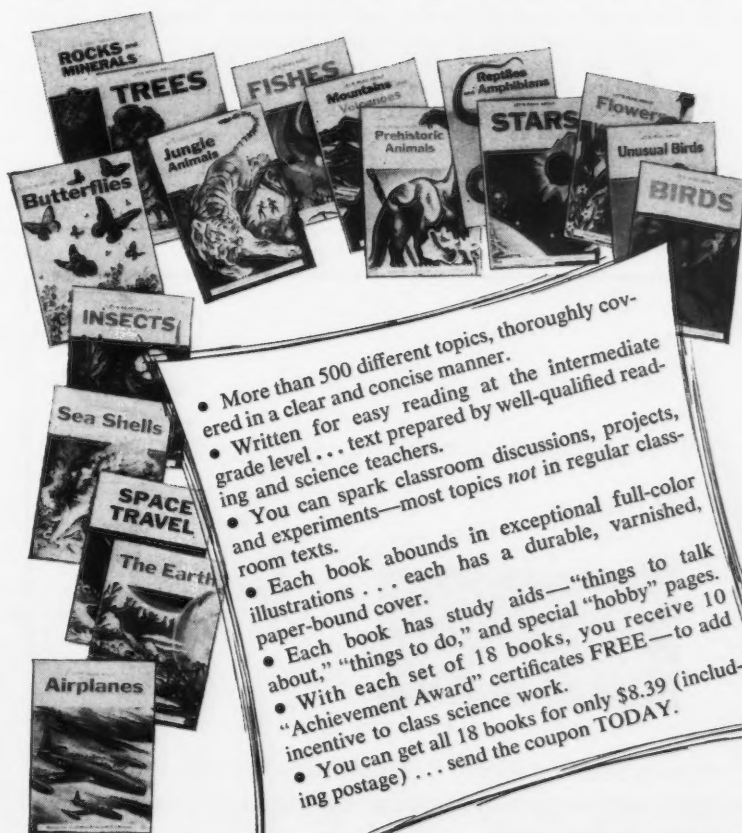 ROCKS and
MINERALS
TREES
FISHES
Mountains and
Volcanoes
Reptiles
and Amphibians
STARS
Flowers
Unusual Birds
BIRDS
Butterflies
Jungle
Animals
Prehistoric
Animals
INSECTS
Sea Shells
SPACE
TRAVEL
The Earth
Airplanes
• More than 500 different topics, thoroughly cov-
ered in a clear and concise manner.
• Written for easy reading at the intermediate
grade level . . . text prepared by well-qualified read-
ing and science teachers.
• You can spark classroom discussions, projects,
and experiments—most topics not in regular class-
room texts.
• Each book abounds in exceptional full-color
illustrations . . . each has a durable, varnished,
paper-bound cover.
• Each book has study aids—“things to talk
about,” “things to do,” and special “hobby” pages.
• With each set of 18 books, you receive 10
“Achievement Award” certificates FREE—to add
incentive to class science work.
• You can get all 18 books for only $8.39 (includ-
ing postage) . . . send the coupon TODAY.